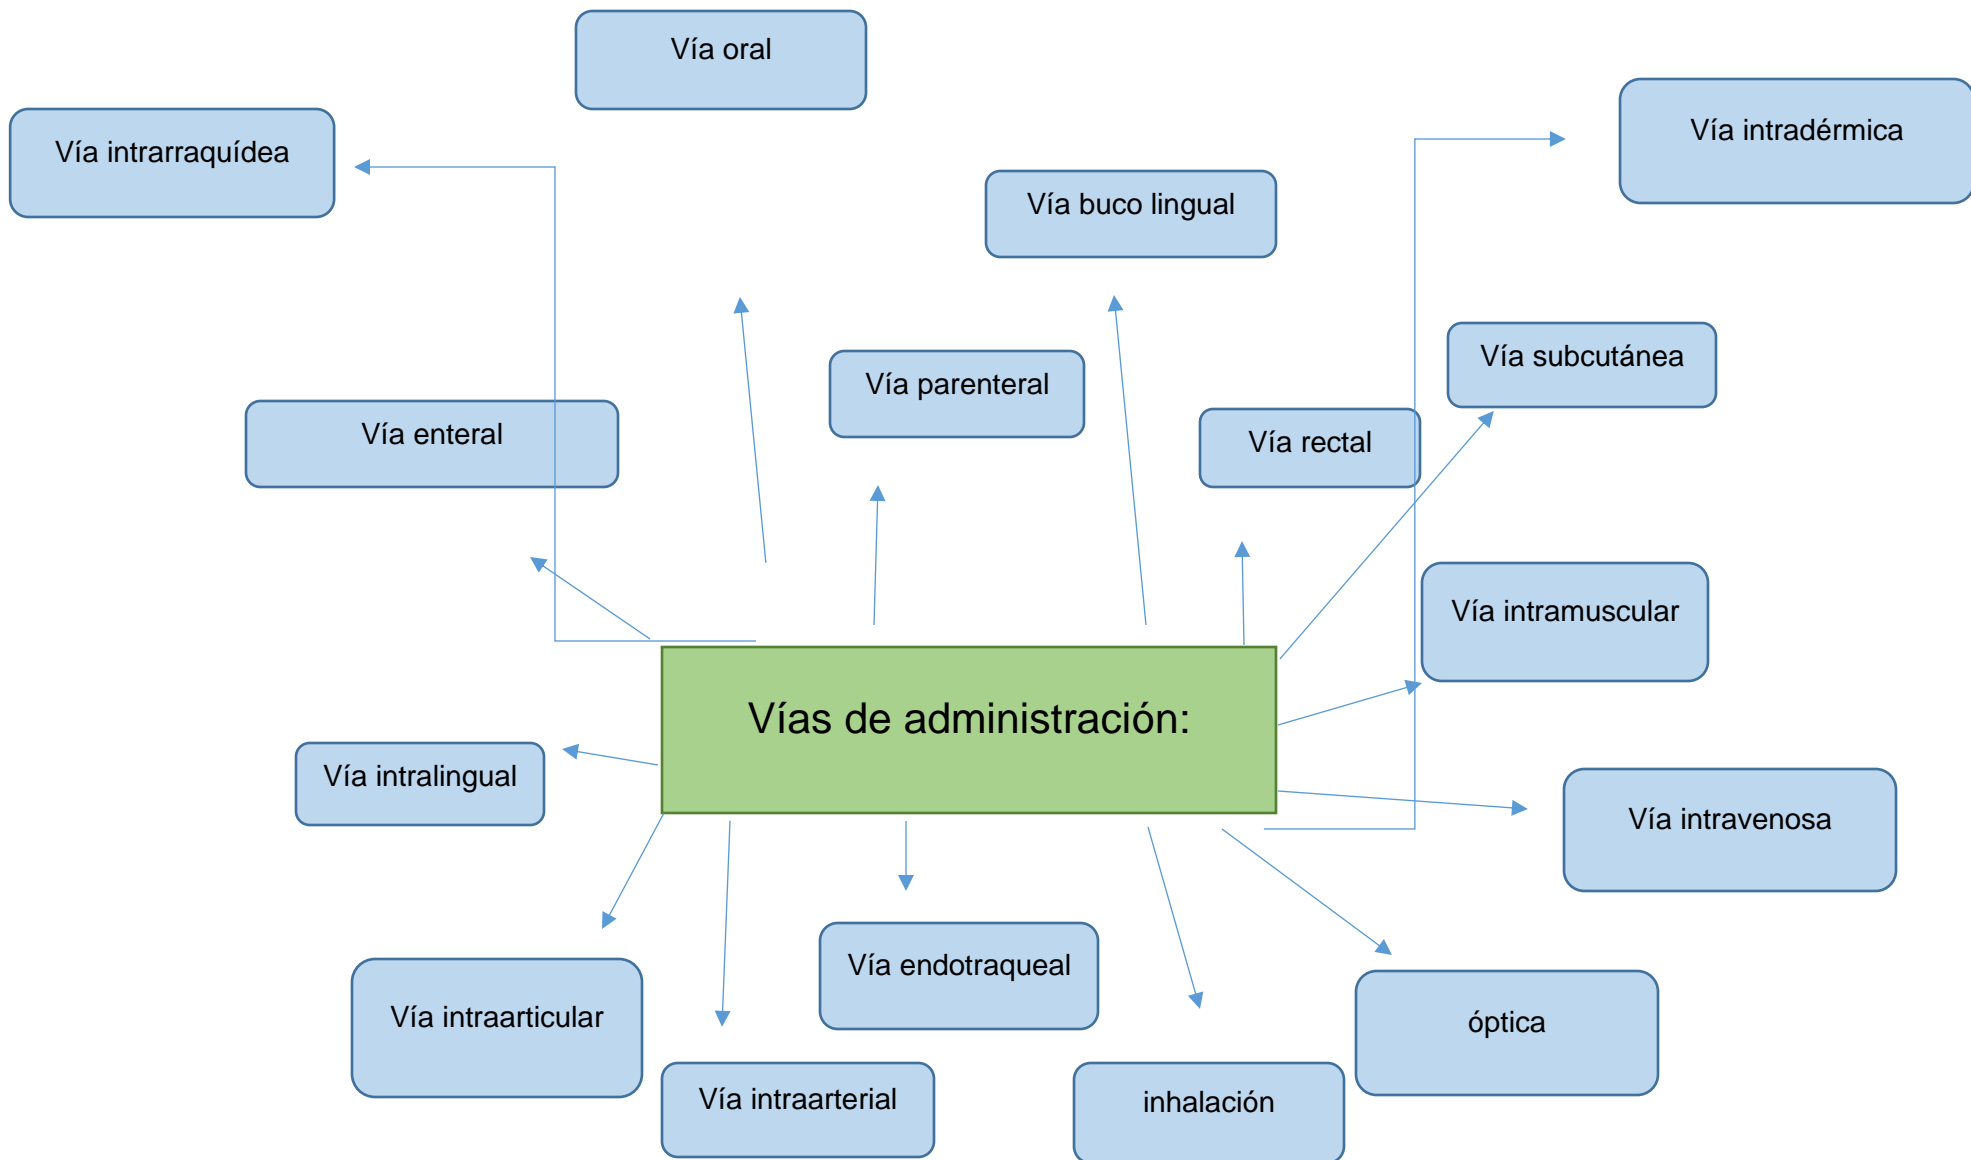 Vía oral
Vía intradérmica
Vía intrarraquídea
Vía buco lingual
Vía subcutánea
Vía parenteral
Vía enteral
Vía rectal
Vía intramuscular
Vías de administración:
Vía intralingual
Vía intravenosa
Vía endotraqueal
Vía intraarticular
óptica
Vía intraarterial
inhalación